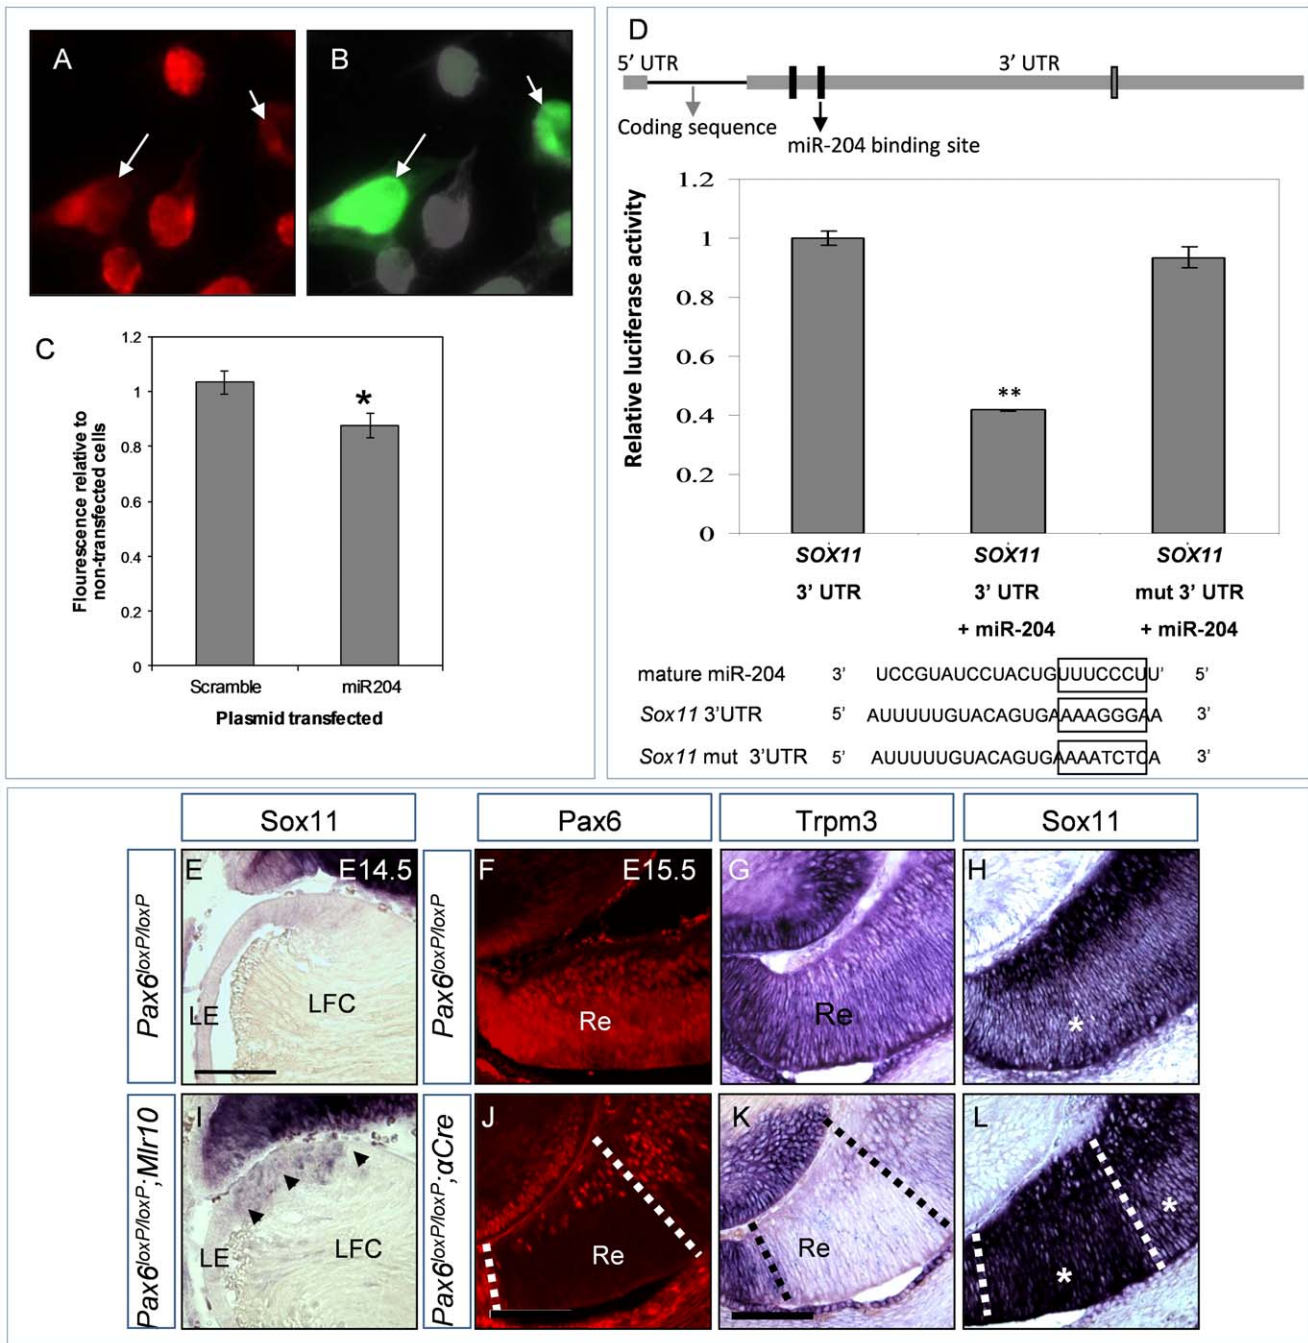 A
B
C
1.2
1
0.8
0.6
0.4
0.2
0
Flourescence relative to
non-transfected cells
*
Scramble
miR204
Plasmid transfected
D
5' UTR
3' UTR
Coding sequence
miR-204 binding site
1.2
1
0.8
0.6
0.4
0.2
0
Relative luciferase activity
**
SOX11
3' UTR
SOX11
3' UTR
+ miR-204
SOX11
mut 3' UTR
+ miR-204
mature miR-204 3' UCCGUAUCCUACUGUUUCCCUU' 5'
Sox11 3'UTR 5' AUUUUUGUACAGUGAAAAGGGAA 3'
Sox11 mut 3'UTR 5' AUUUUUGUACAGUGAAAATCTCA 3'
Sox11
Pax6
Trpm3
Sox11
Pax6loxP/loxP
E E14.5
LE
LFC
Pax6loxP/loxP
F E15.5
Re
G
Re
H
*
Pax6loxP/loxP;Mlr10
I
LE
LFC
Pax6loxP/loxP;αCre
J
Re
K
Re
L
*
*